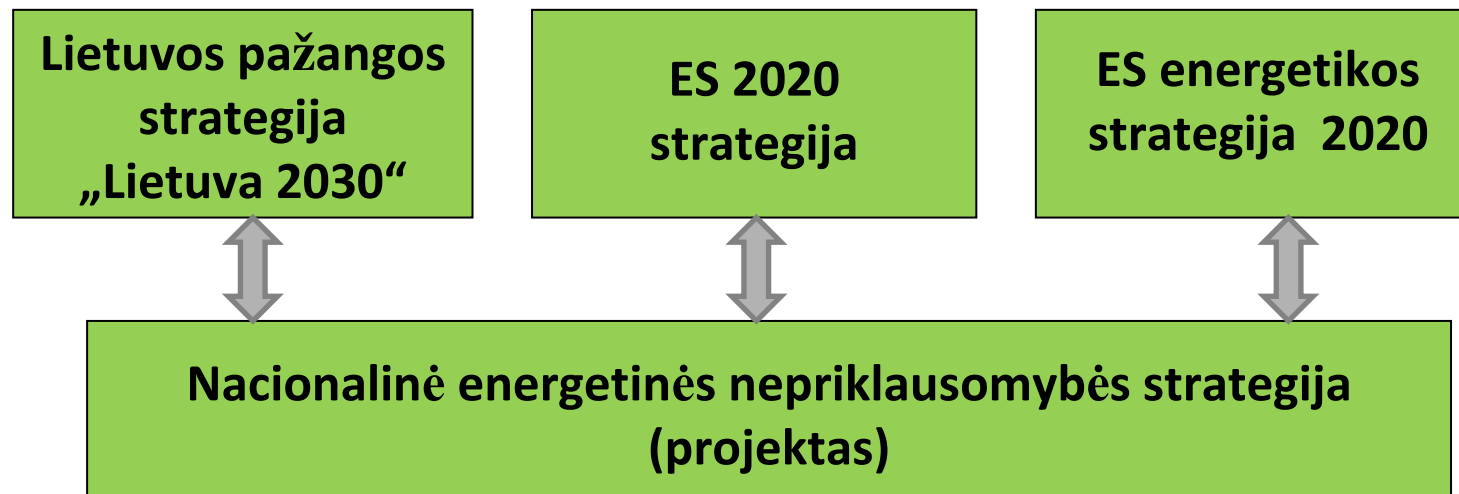 Lietuvos pažangos
strategija
„Lietuva 2030“
ES 2020
strategija
ES energetikos
strategija 2020
Nacionalinė energetinės nepriklausomybės strategija
(projektas)